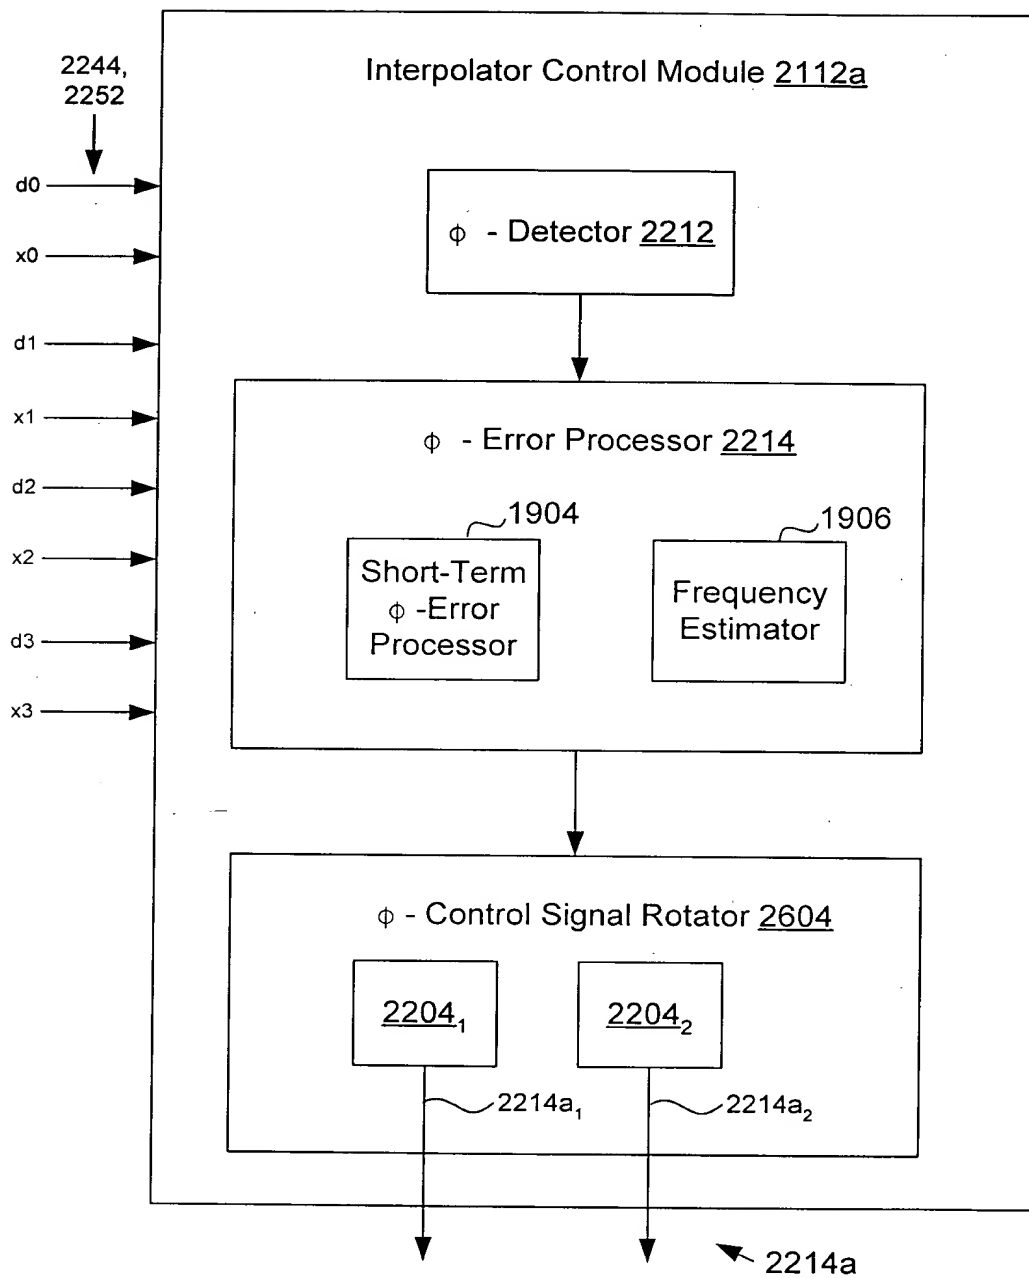 2244,
2252
Interpolator Control Module 2112a
d0
x0
d1
x1
d2
x2
d3
x3
ϕ - Detector 2212
ϕ - Error Processor 2214
1904
Short-Term
ϕ -Error
Processor
1906
Frequency
Estimator
ϕ - Control Signal Rotator 2604
2204₁
2204₂
2214a₁
2214a₂
2214a